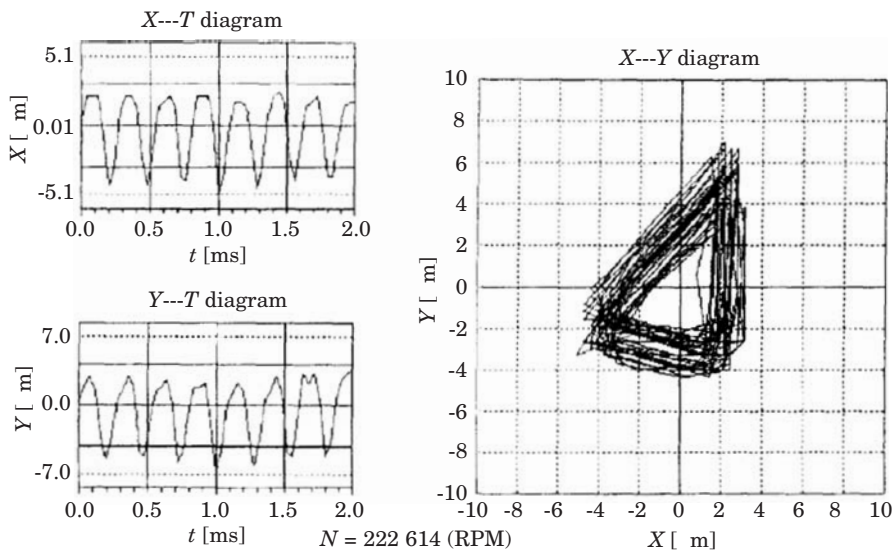 X---T diagram
5.1
0.01
-5.1
X [ m]
0.0 0.5 1.0 1.5 2.0
t [ms]
Y---T diagram
7.0
0.0
-7.0
Y [ m]
0.0 0.5 1.0 1.5 2.0
t [ms]
N = 222 614 (RPM)
X---Y diagram
10
8
6
4
2
0
-2
-4
-6
-8
-10
Y [ m]
-10 -8 -6 -4 -2 0 2 4 6 8 10
X [ m]